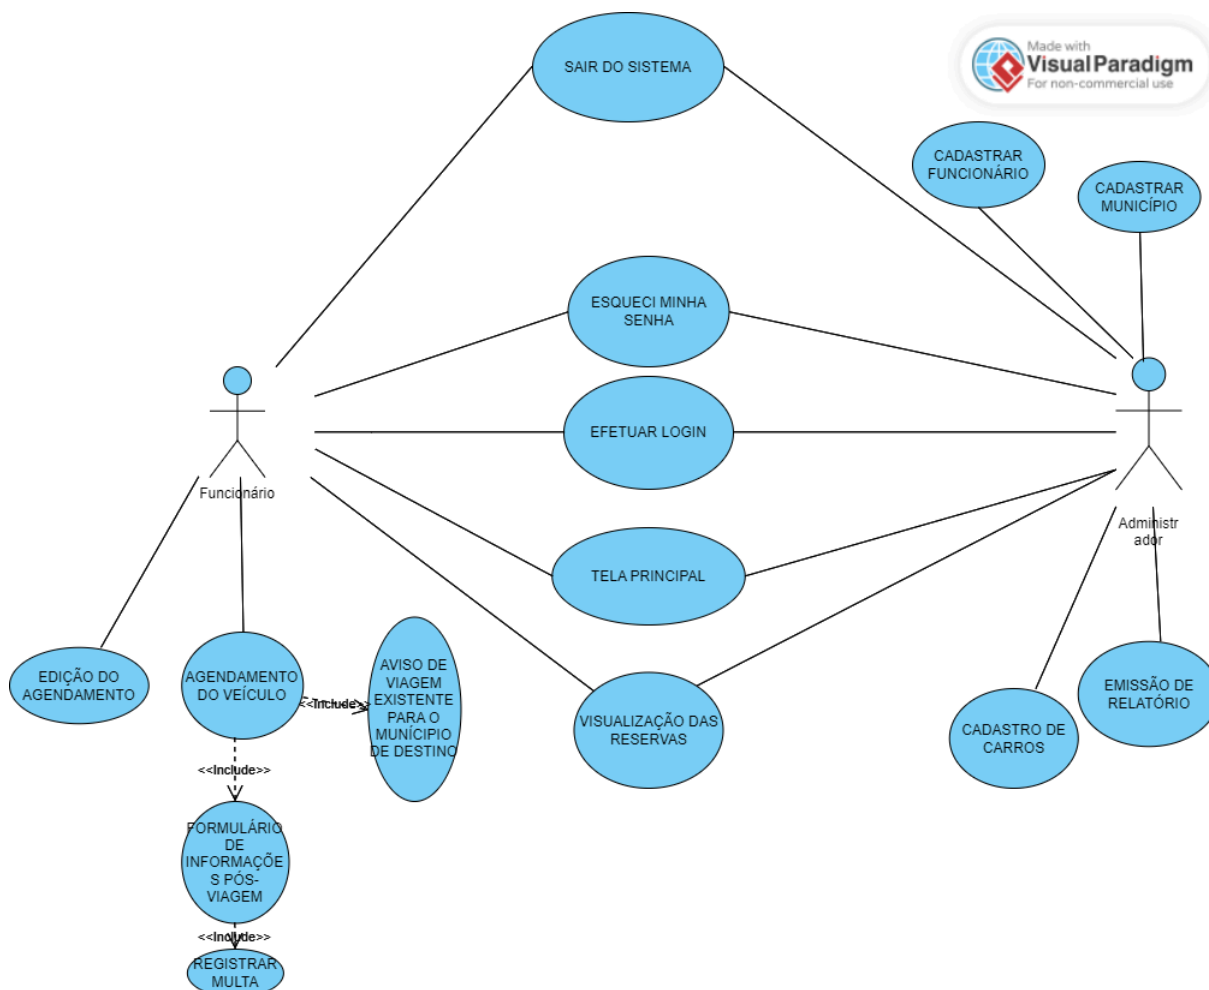 Made with
VisualParadigm
For non-commercial use
SAIR DO SISTEMA
CADASTRAR
FUNCIONÁRIO
CADASTRAR
MUNICÍPIO
ESQUECI MINHA
SENHA
EFETUAR LOGIN
Funcionário
Administr
ador
TELA PRINCIPAL
EDIÇÃO DO
AGENDAMENTO
AGENDAMENTO
DO VEÍCULO
<<Include>>
AVISO DE
VIAGEM
EXISTENTE
PARA O
MUNÍCIPIO
DE DESTINO
VISUALIZAÇÃO DAS
RESERVAS
CADASTRO DE
CARROS
EMISSÃO DE
RELATÓRIO
<<Include>>
FORMULÁRIO
DE
INFORMAÇÕE
S PÓS-
VIAGEM
<<Include>>
REGISTRAR
MULTA